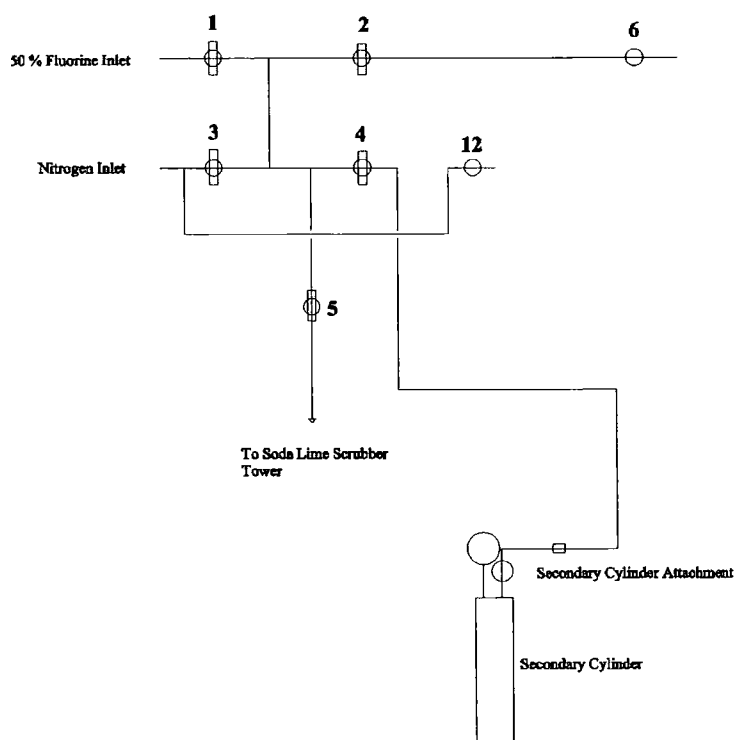 1
2
6
50 % Fluorine Inlet
3
4
12
Nitrogen Inlet
5
To Soda Lime Scrubber
Tower
Secondary Cylinder Attachment
Secondary Cylinder